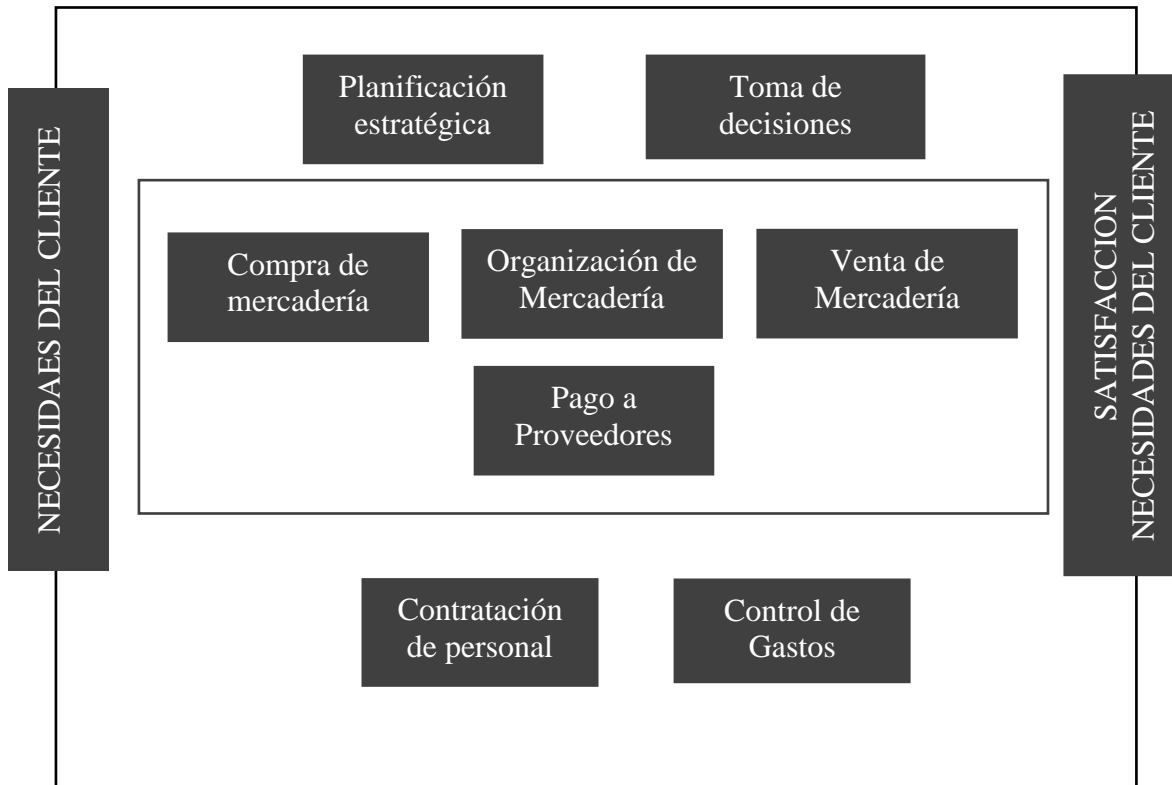 Planificación
estratégica
Toma de
decisiones
NECESIDAES DEL CLIENTE
Compra de
mercadería
Organización de
Mercadería
Venta de
Mercadería
Pago a
Proveedores
SATISFACCION
NECESIDADES DEL CLIENTE
Contratación
de personal
Control de
Gastos